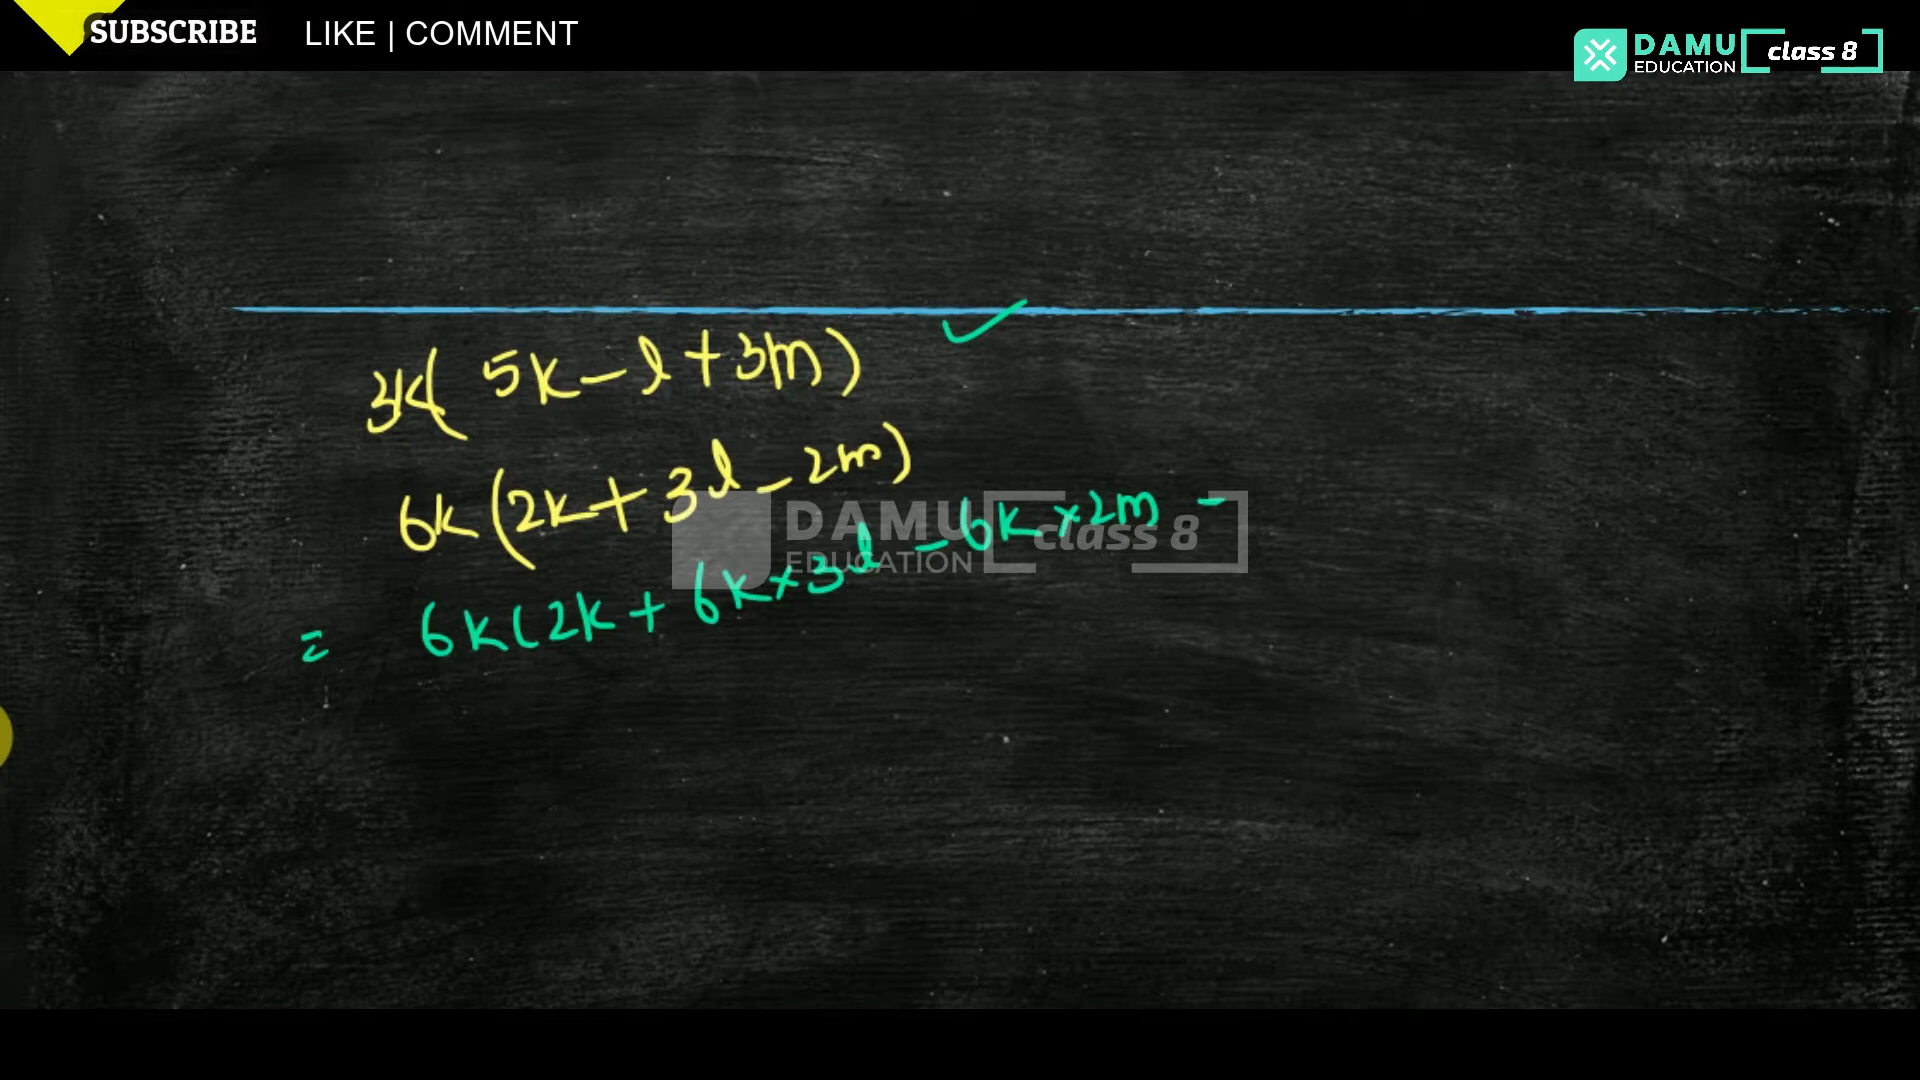 SUBSCRIBE LIKE | COMMENT
DAMU EDUCATION class 8
3k( 5k - l + 3m)
6k (2k + 3l - 2m)
DAMU EDUCATION class 8
= 6k(2k + 6k×3l - 6k×2m -